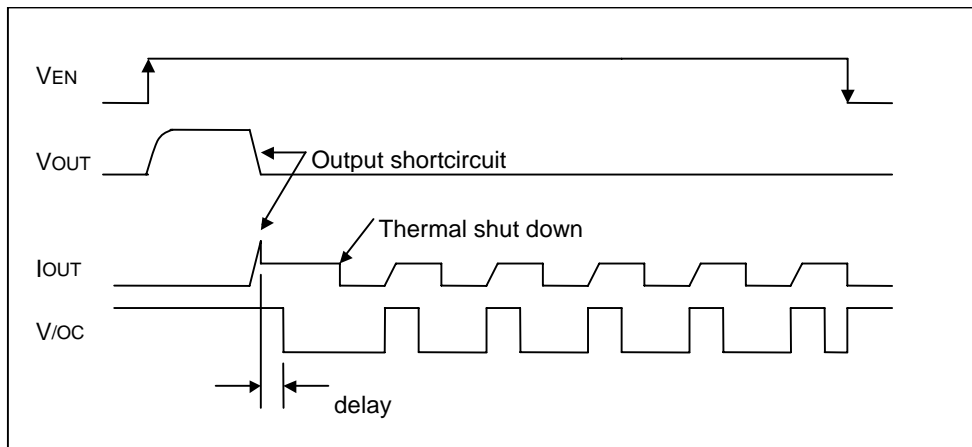 VEN
VOUT
Output shortcircuit
Thermal shut down
IOUT
V/OC
delay